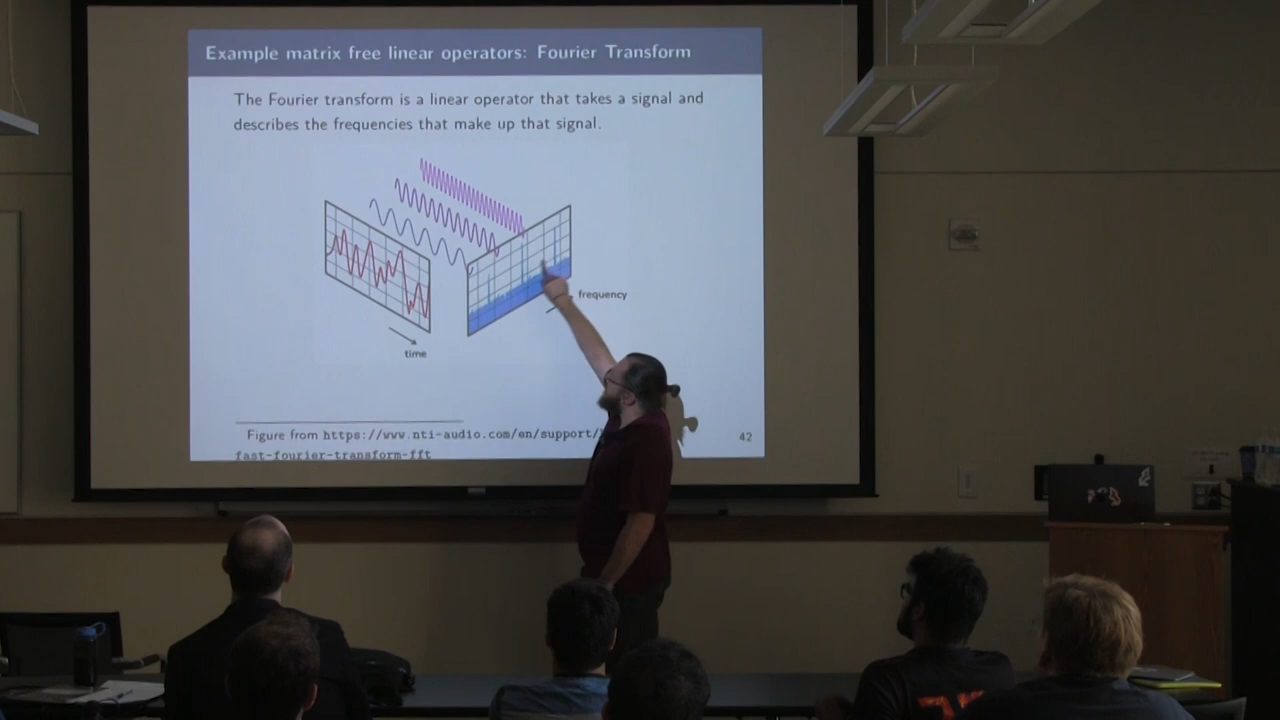 Example matrix free linear operators: Fourier Transform
The Fourier transform is a linear operator that takes a signal and
describes the frequencies that make up that signal.
frequency
time
Figure from https://www.nti-audio.com/en/support/
fast-fourier-transform-fft
42